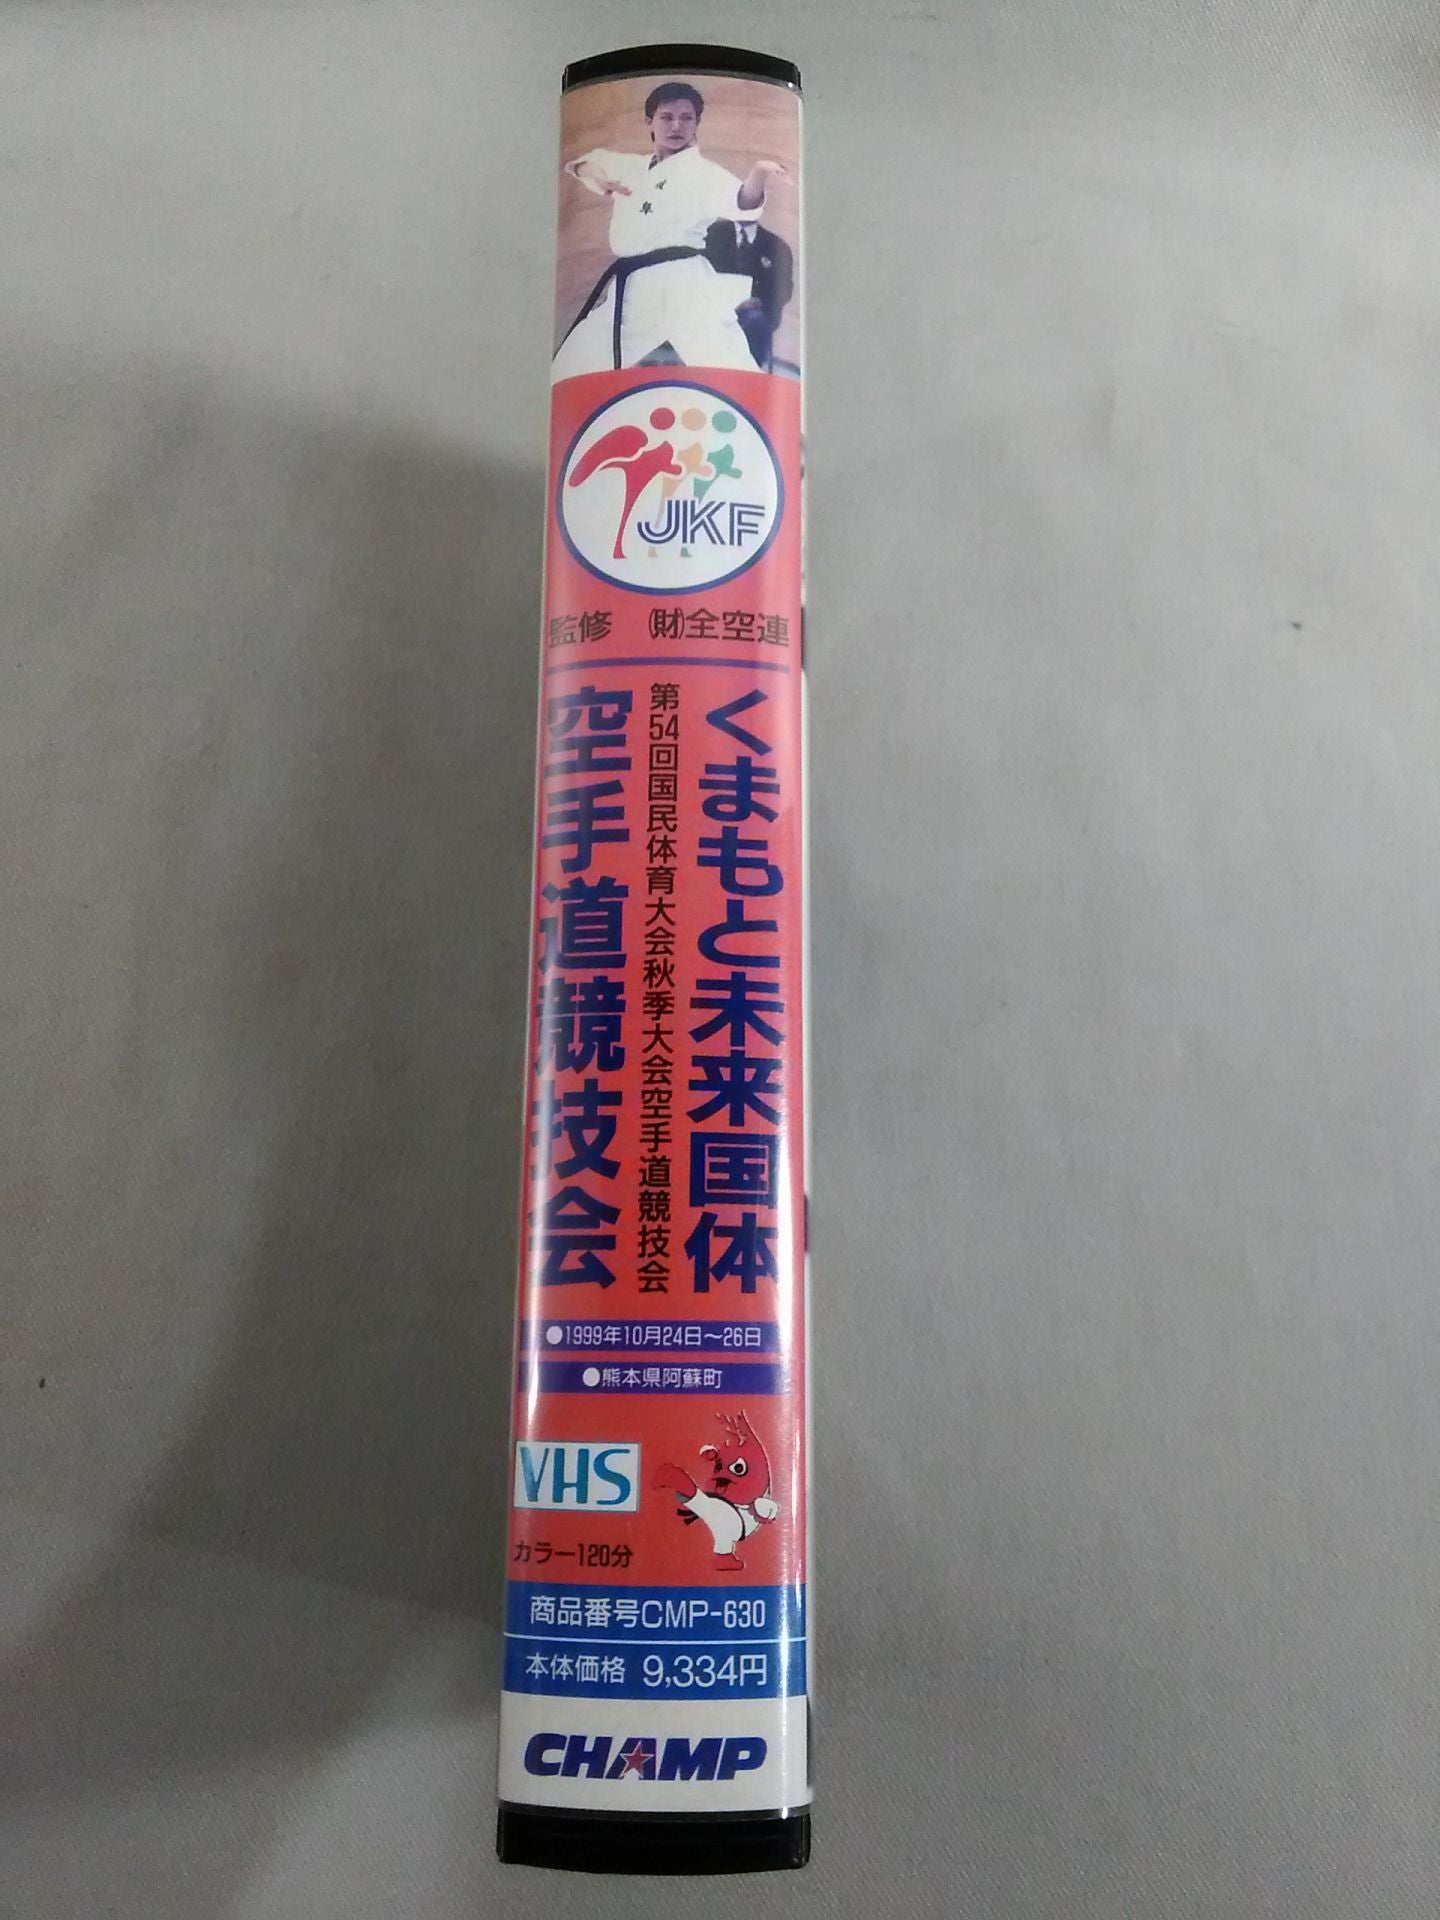 JKF
監修 (財)全空連
くまもと未来国体
第54回国民体育大会秋季大会空手道競技会
空手道競技会
●1999年10月24日〜26日
●熊本県阿蘇町
VHS
カラー120分
商品番号CMP-630
本体価格 9,334円
CHAMP